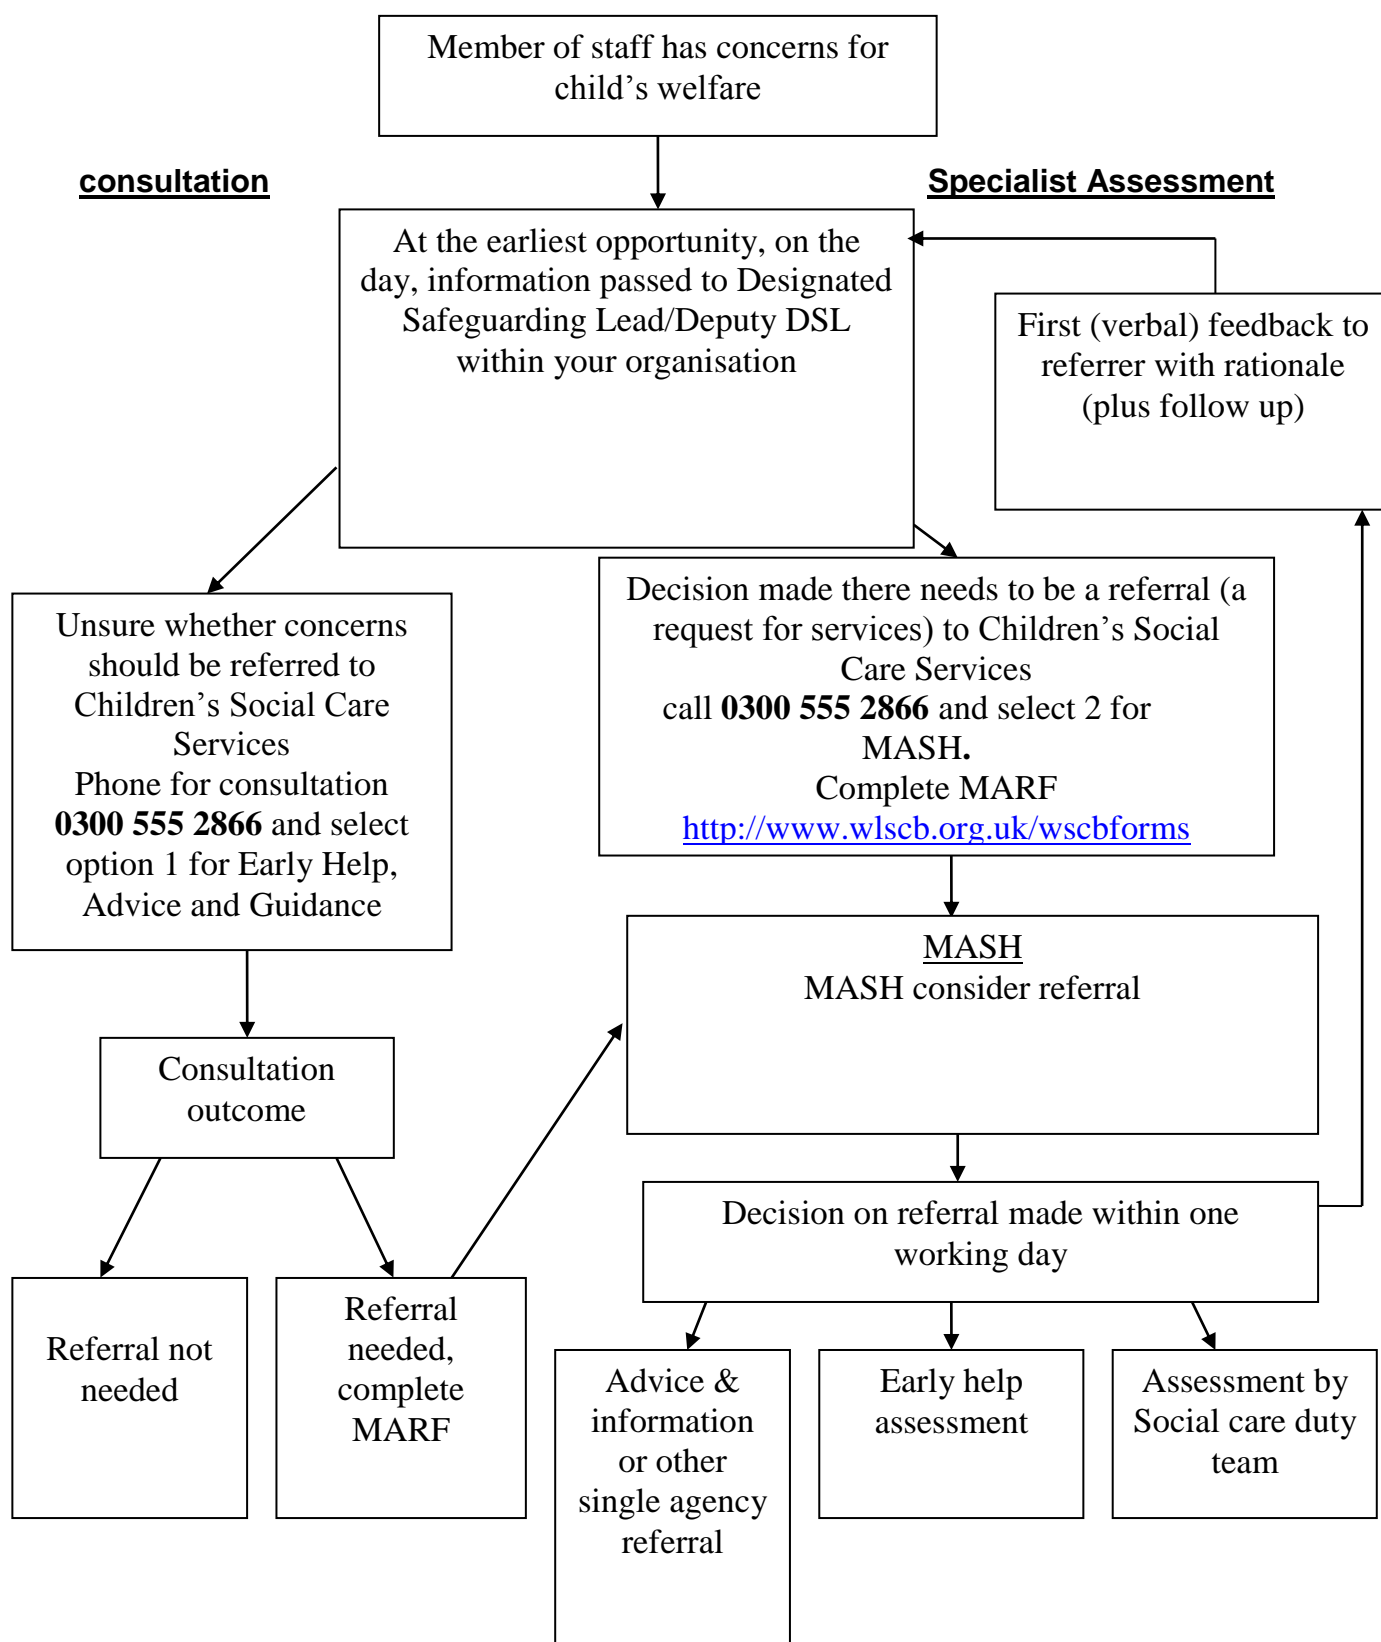 Member of staff has concerns for
child's welfare
consultation
Specialist Assessment
At the earliest opportunity, on the
day, information passed to Designated
Safeguarding Lead/Deputy DSL
within your organisation
First (verbal) feedback to
referrer with rationale
(plus follow up)
Unsure whether concerns
should be referred to
Children's Social Care
Services
Phone for consultation
0300 555 2866 and select
option 1 for Early Help,
Advice and Guidance
Decision made there needs to be a referral (a
request for services) to Children's Social
Care Services
call 0300 555 2866 and select 2 for
MASH.
Complete MARF
http://www.wlscb.org.uk/wscbforms
MASH
MASH consider referral
Consultation
outcome
Decision on referral made within one
working day
Referral not
needed
Referral
needed,
complete
MARF
Advice &
information
or other
single agency
referral
Early help
assessment
Assessment by
Social care duty
team